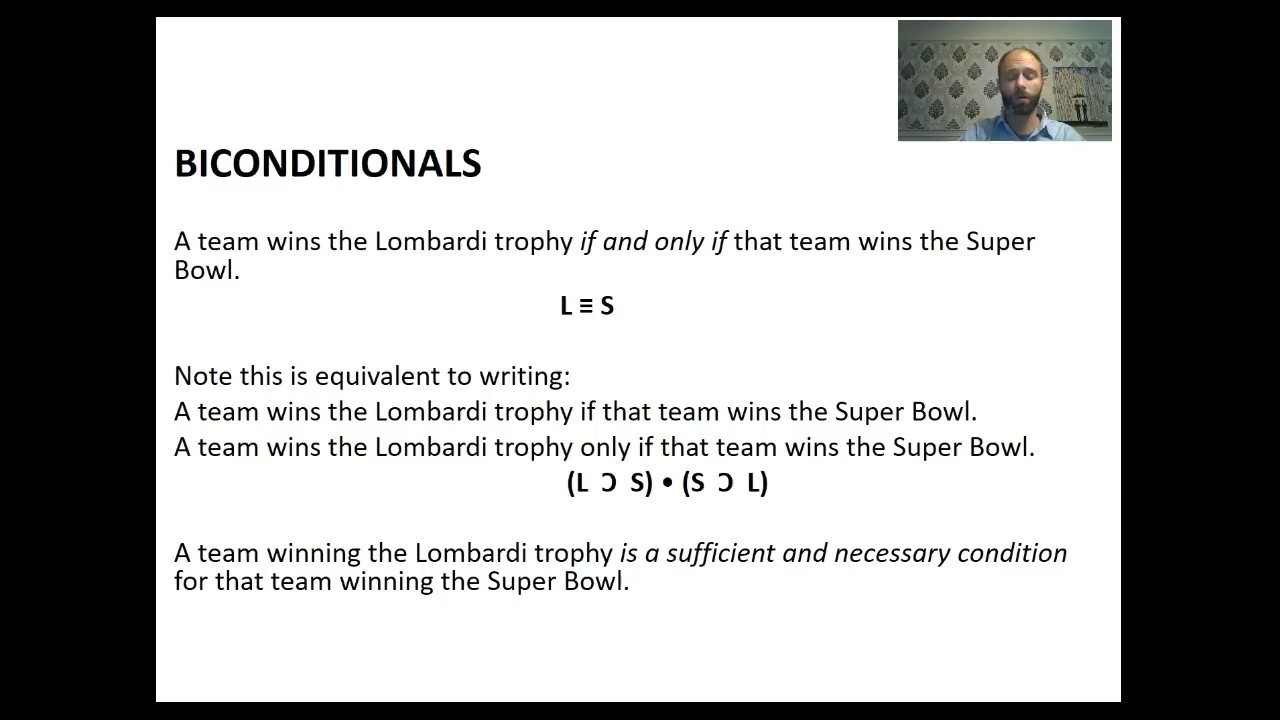 BICONDITIONALS
A team wins the Lombardi trophy if and only if that team wins the Super
Bowl.
L ≡ S
Note this is equivalent to writing:
A team wins the Lombardi trophy if that team wins the Super Bowl.
A team wins the Lombardi trophy only if that team wins the Super Bowl.
(L Ɔ S) • (S Ɔ L)
A team winning the Lombardi trophy is a sufficient and necessary condition
for that team winning the Super Bowl.